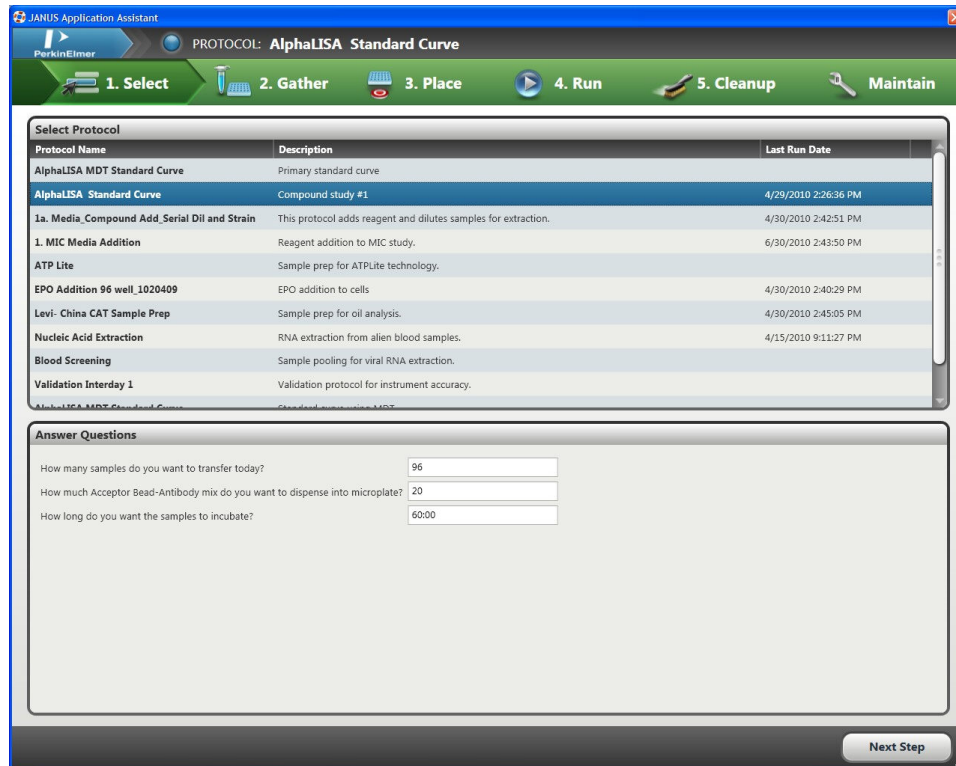 JANUS Application Assistant
PerkinElmer
PROTOCOL: AlphaLISA Standard Curve
1. Select 2. Gather 3. Place 4. Run 5. Cleanup Maintain
Select Protocol
Protocol Name Description Last Run Date
AlphaLISA MDT Standard Curve Primary standard curve
AlphaLISA Standard Curve Compound study #1 4/29/2010 2:26:36 PM
1a. Media_Compound Add_Serial Dil and Strain This protocol adds reagent and dilutes samples for extraction. 4/30/2010 2:42:51 PM
1. MIC Media Addition Reagent addition to MIC study. 6/30/2010 2:43:50 PM
ATP Lite Sample prep for ATPLite technology.
EPO Addition 96 well_1020409 EPO addition to cells 4/30/2010 2:40:29 PM
Levi- China CAT Sample Prep Sample prep for oil analysis. 4/30/2010 2:45:05 PM
Nucleic Acid Extraction RNA extraction from alien blood samples. 4/15/2010 9:11:27 PM
Blood Screening Sample pooling for viral RNA extraction.
Validation Interday 1 Validation protocol for instrument accuracy.
AlphaLISA MDT Standard Curve Standard curve using MDT
Answer Questions
How many samples do you want to transfer today? 96
How much Acceptor Bead-Antibody mix do you want to dispense into microplate? 20
How long do you want the samples to incubate? 60:00
Next Step